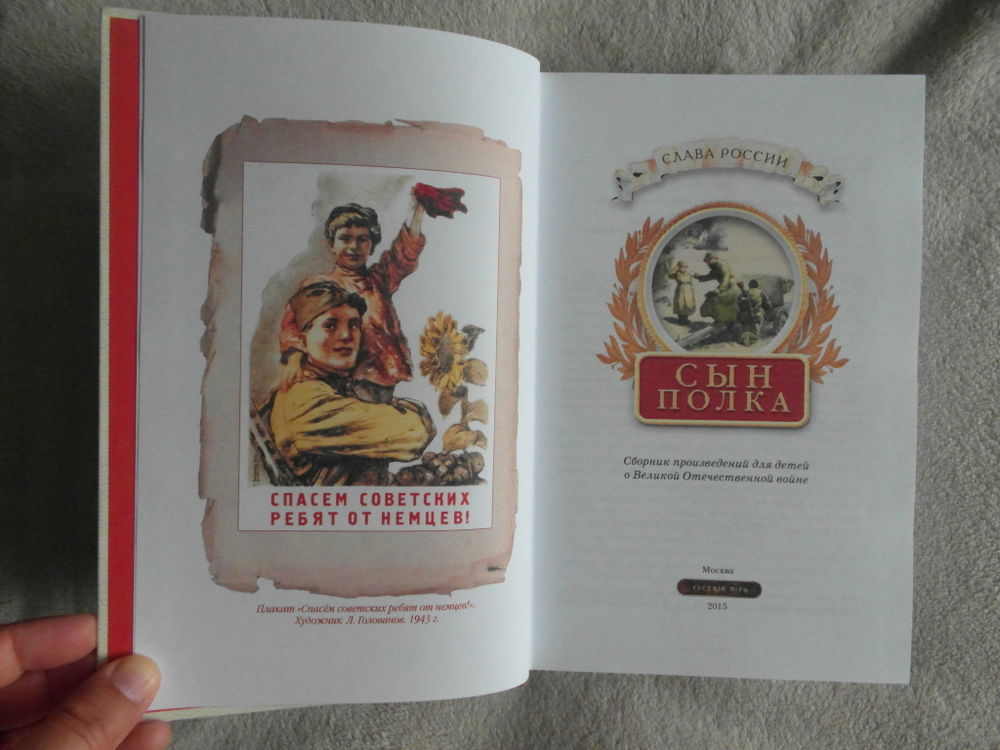 СПАСЕМ СОВЕТСКИХ
РЕБЯТ ОТ НЕМЦЕВ!
Плакат «Спасём советских ребят от немцев!».
Художник Л. Голованов. 1943 г.
СЛАВА РОССИИ
СЫН
ПОЛКА
Сборник произведений для детей
о Великой Отечественной войне
Москва
РУССКІЙ МІРЪ
2015